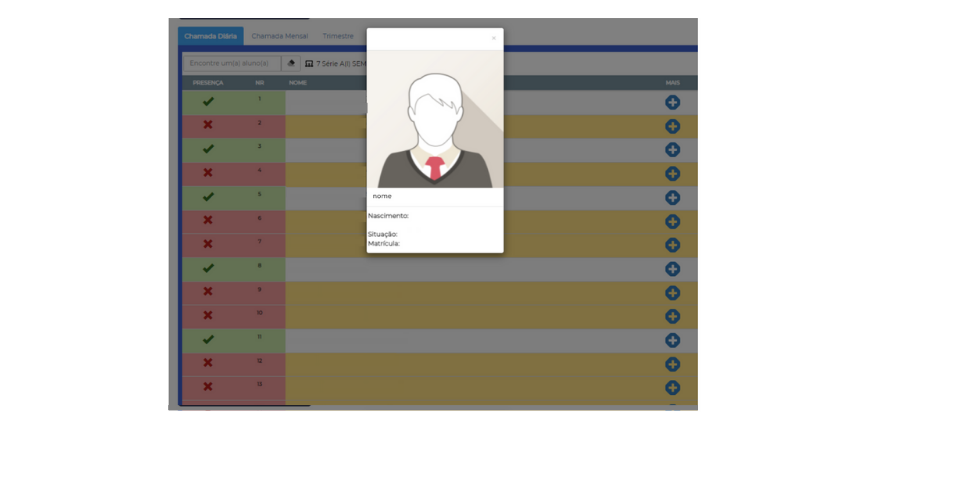 Chamada Diária Chamada Mensal Trimestre ×
Encontre um(a) aluno(a) 7 Série A(I) SEM
PRESENÇA NR NOME MAIS
1
2
3
4
5
6
7
8
9
10
11
12
13
nome
Nascimento:
Situação:
Matrícula: